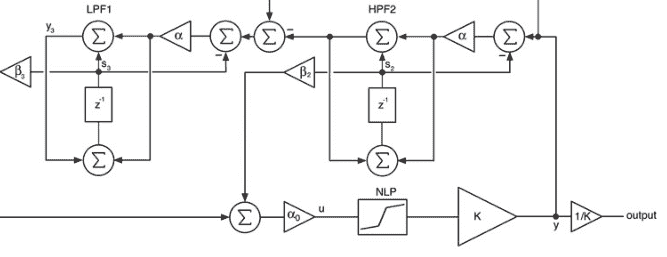 LPF1
HPF2
y₃
Σ
α
Σ
Σ
−
−
Σ
α
Σ
−
β₃
s₃
β₂
s₂
−
z⁻¹
z⁻¹
Σ
Σ
NLP
Σ
α₀
u
K
y
1/K
output